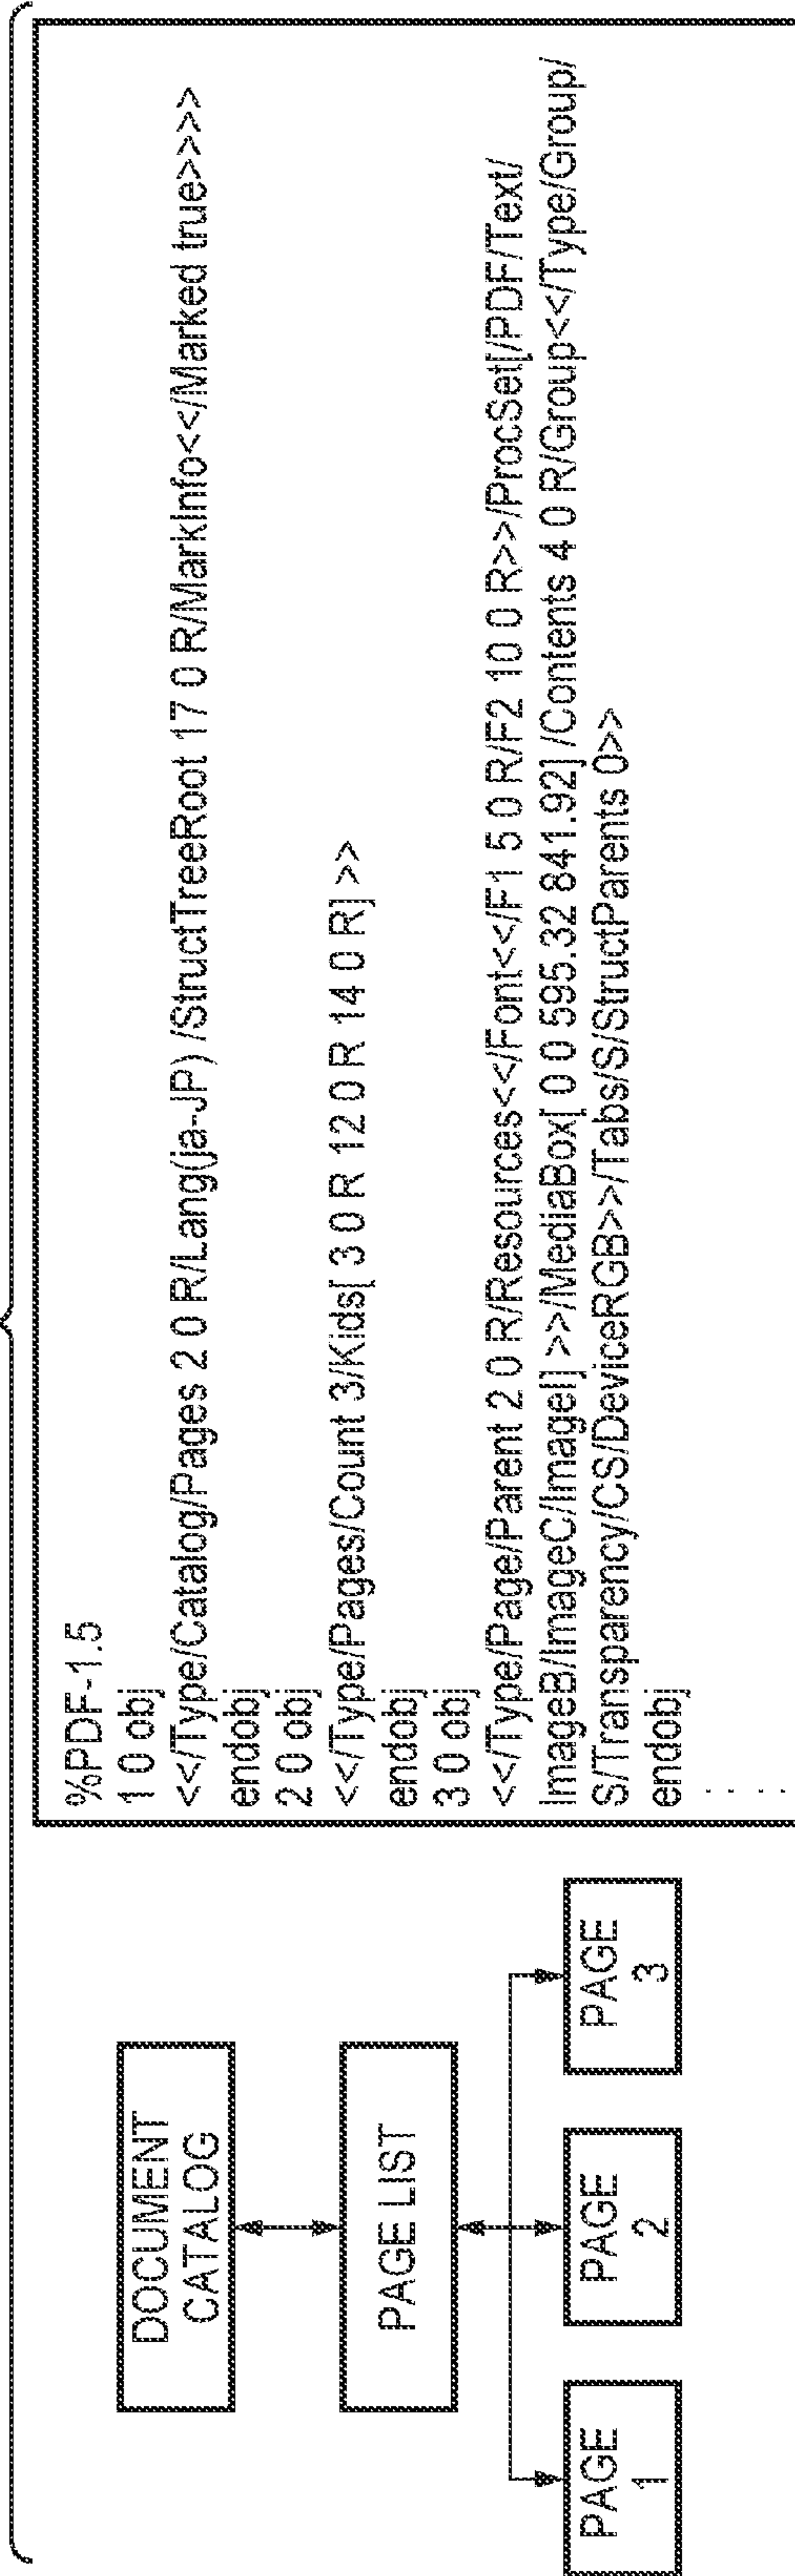 DOCUMENT
CATALOG
PAGE LIST
PAGE
1
PAGE
2
PAGE
3
%PDF-1.5
1 0 obj
<</Type/Catalog/Pages 2 0 R/Lang(ja-JP) /StructTreeRoot 17 0 R/MarkInfo<</Marked true>>>>
endobj
2 0 obj
<</Type/Pages/Count 3/Kids[ 3 0 R 12 0 R 14 0 R] >>
endobj
3 0 obj
<</Type/Page/Parent 2 0 R/Resources<</Font<</F1 5 0 R/F2 10 0 R>>/ProcSet[/PDF/Text/
ImageB/ImageC/ImageI] >>/MediaBox[ 0 0 595.32 841.92] /Contents 4 0 R/Group<</Type/Group/
S/Transparency/CS/DeviceRGB>>/Tabs/S/StructParents 0>>
endobj
. . . .